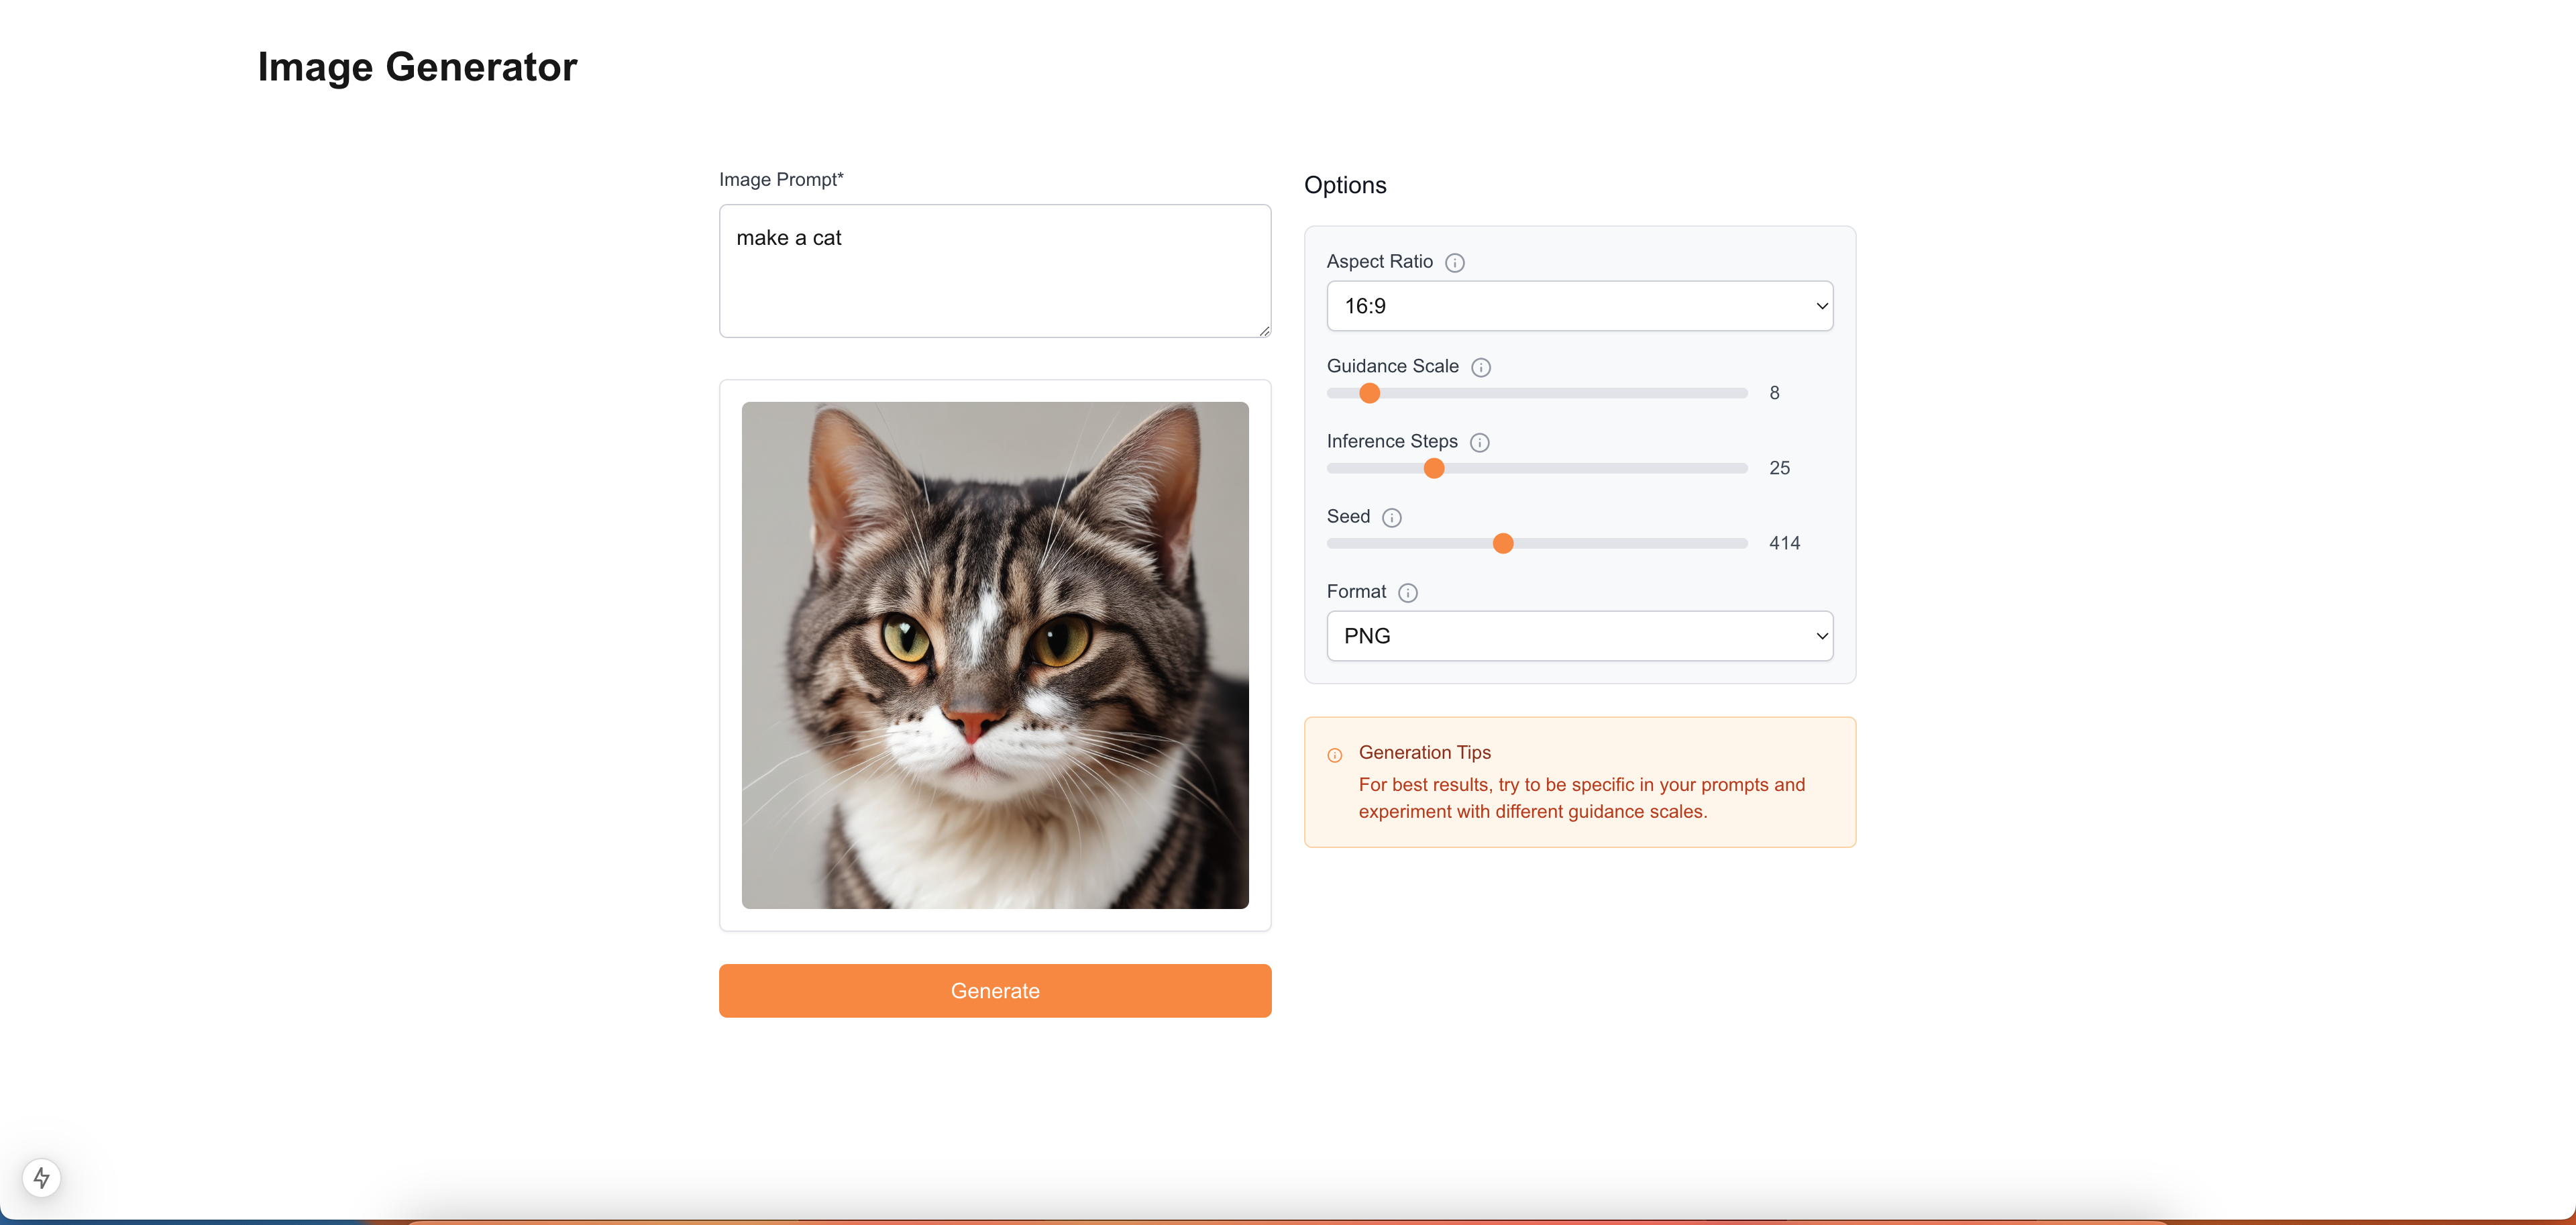 Image Generator
Image Prompt*
make a cat
Generate
Options
Aspect Ratio
16:9
Guidance Scale
8
Inference Steps
25
Seed
414
Format
PNG
Generation Tips
For best results, try to be specific in your prompts and
experiment with different guidance scales.